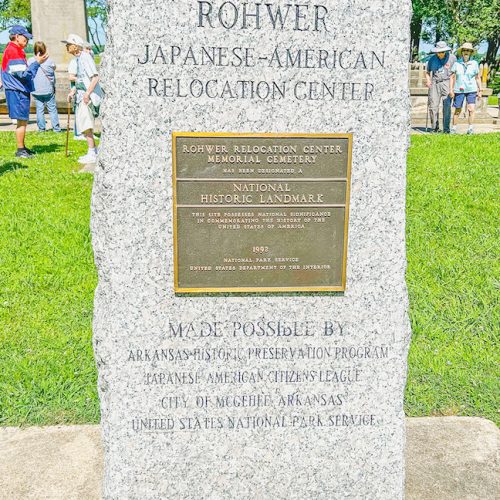 ROHWER
JAPANESE-AMERICAN
RELOCATION CENTER
ROHWER RELOCATION CENTER
MEMORIAL CEMETERY
HAS BEEN DESIGNATED A
NATIONAL
HISTORIC LANDMARK
THIS SITE POSSESSES NATIONAL SIGNIFICANCE
IN COMMEMORATING THE HISTORY OF THE
UNITED STATES OF AMERICA
1992
NATIONAL PARK SERVICE
UNITED STATES DEPARTMENT OF THE INTERIOR
MADE POSSIBLE BY
ARKANSAS HISTORIC PRESERVATION PROGRAM
JAPANESE AMERICAN CITIZENS LEAGUE
CITY OF MCGEHEE, ARKANSAS
UNITED STATES NATIONAL PARK SERVICE